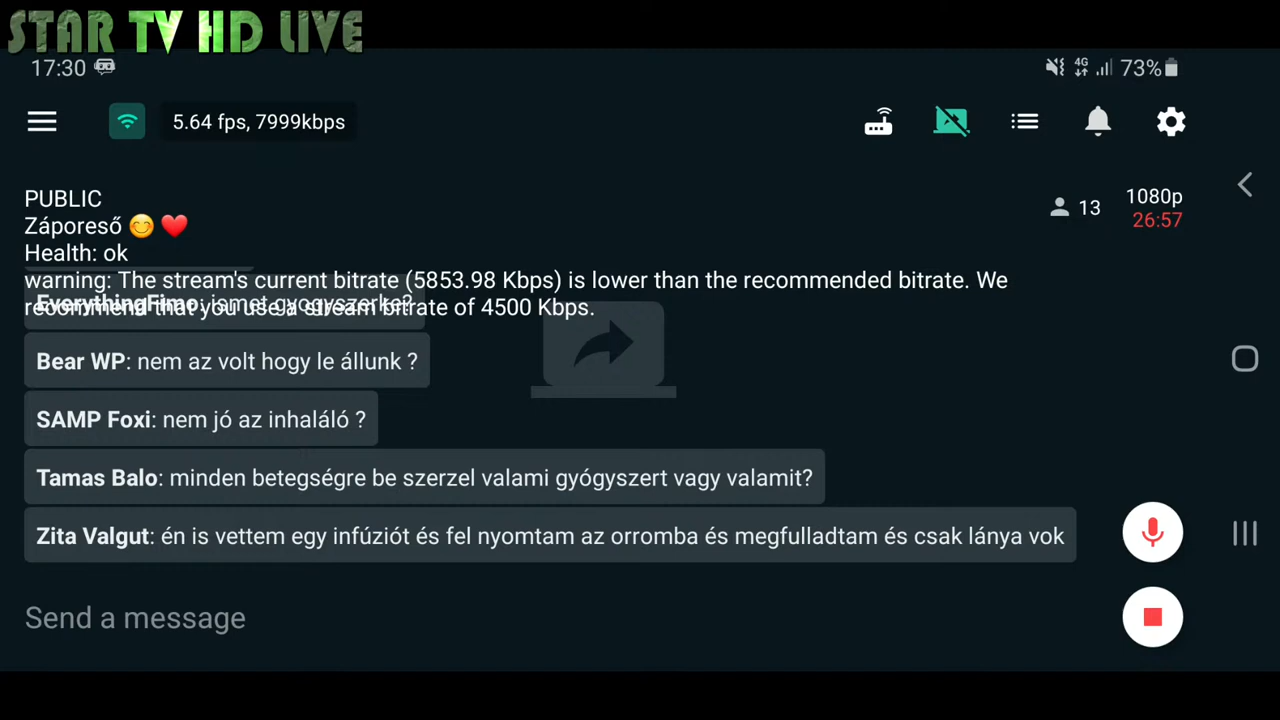 STAR TV HD LIVE
17:30
4G 73%
5.64 fps, 7999kbps
PUBLIC
Záporeső 😊 ❤️
13 1080p
26:57
Health: ok
warning: The stream's current bitrate (5853.98 Kbps) is lower than the recommended bitrate. We
recommend that you use a stream bitrate of 4500 Kbps.
EverythingFimo: ismet gyogyszerke?
Bear WP: nem az volt hogy le állunk ?
SAMP Foxi: nem jó az inhaláló ?
Tamas Balo: minden betegségre be szerzel valami gyógyszert vagy valamit?
Zita Valgut: én is vettem egy infúziót és fel nyomtam az orromba és megfulladtam és csak lánya vok
Send a message